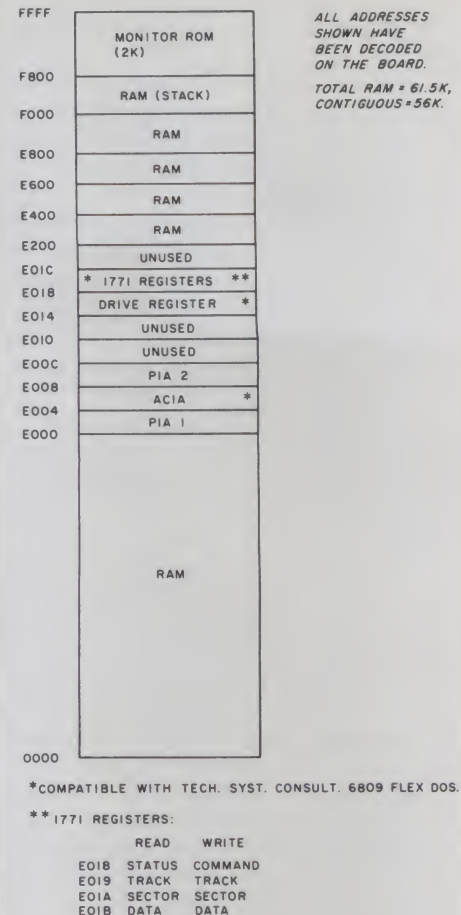 FFFF
MONITOR ROM
(2K)
F800
RAM (STACK)
F000
RAM
E800
RAM
E600
RAM
E400
RAM
E200
UNUSED
E01C
* 1771 REGISTERS **
E018
DRIVE REGISTER *
E014
UNUSED
E010
UNUSED
E00C
PIA 2
E008
ACIA *
E004
PIA 1
E000
RAM
0000
ALL ADDRESSES
SHOWN HAVE
BEEN DECODED
ON THE BOARD.
TOTAL RAM = 61.5K,
CONTIGUOUS = 56K.
*COMPATIBLE WITH TECH. SYST. CONSULT. 6809 FLEX DOS.
** 1771 REGISTERS:
READ WRITE
E01B STATUS COMMAND
E019 TRACK TRACK
E01A SECTOR SECTOR
E01B DATA DATA